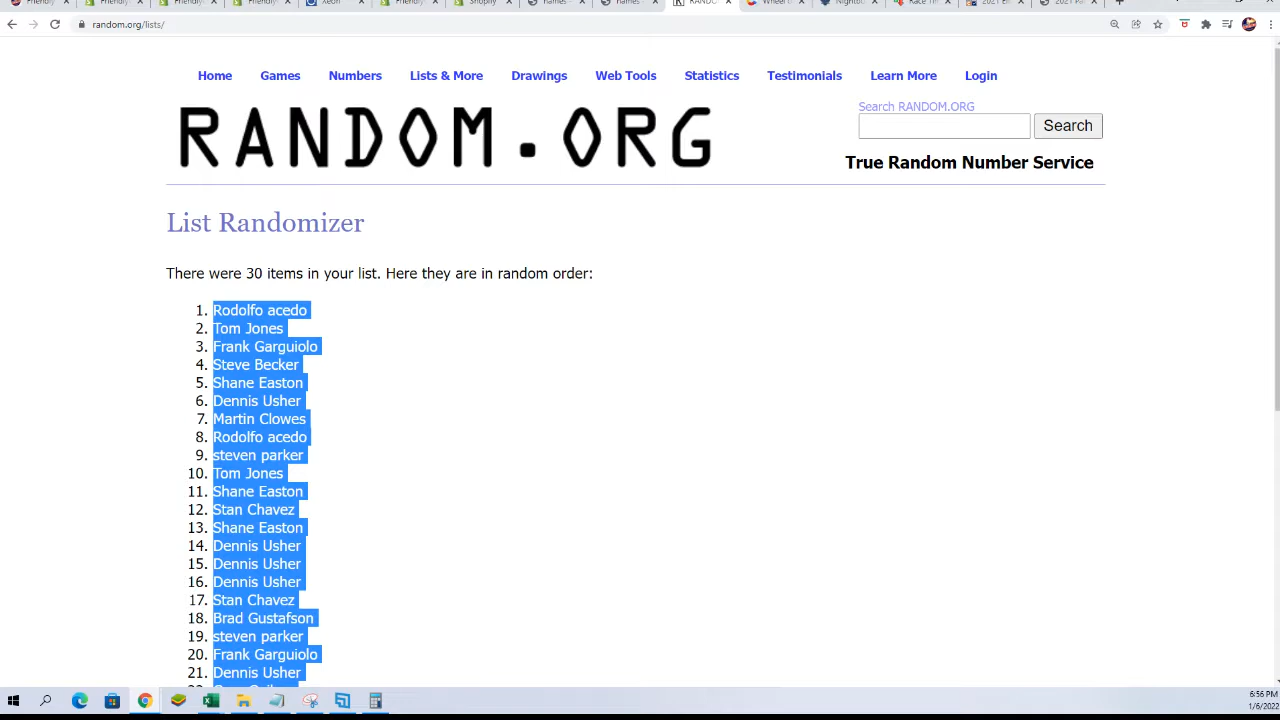 random.org/lists/
Home Games Numbers Lists & More Drawings Web Tools Statistics Testimonials Learn More Login
RANDOM.ORG
Search RANDOM.ORG
Search
True Random Number Service
List Randomizer
There were 30 items in your list. Here they are in random order:
1. Rodolfo acedo
2. Tom Jones
3. Frank Garguiolo
4. Steve Becker
5. Shane Easton
6. Dennis Usher
7. Martin Clowes
8. Rodolfo acedo
9. steven parker
10. Tom Jones
11. Shane Easton
12. Stan Chavez
13. Shane Easton
14. Dennis Usher
15. Dennis Usher
16. Dennis Usher
17. Stan Chavez
18. Brad Gustafson
19. steven parker
20. Frank Garguiolo
21. Dennis Usher
6:56 PM
1/6/2022